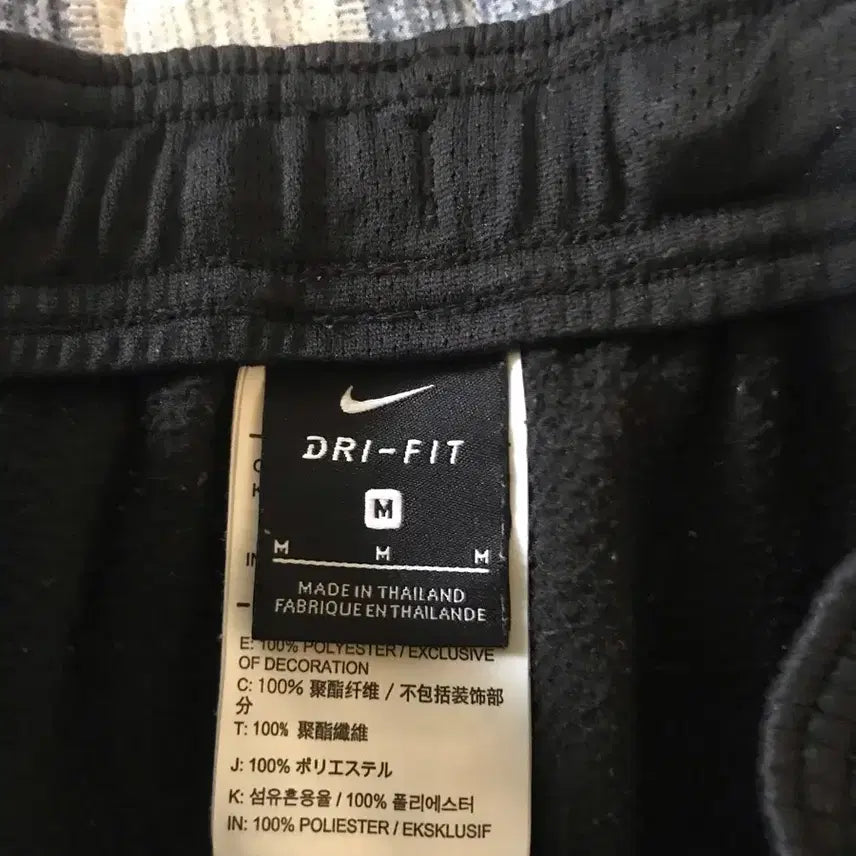 DRI-FIT
M
M M M
MADE IN THAILAND
FABRIQUE EN THAILANDE
E: 100% POLYESTER / EXCLUSIVE
OF DECORATION
C: 100% 聚酯纤维 / 不包括装饰部
分
T: 100% 聚酯纖維
J: 100% ポリエステル
K: 섬유혼용율 / 100% 폴리에스터
IN: 100% POLIESTER / EKSKLUSIF